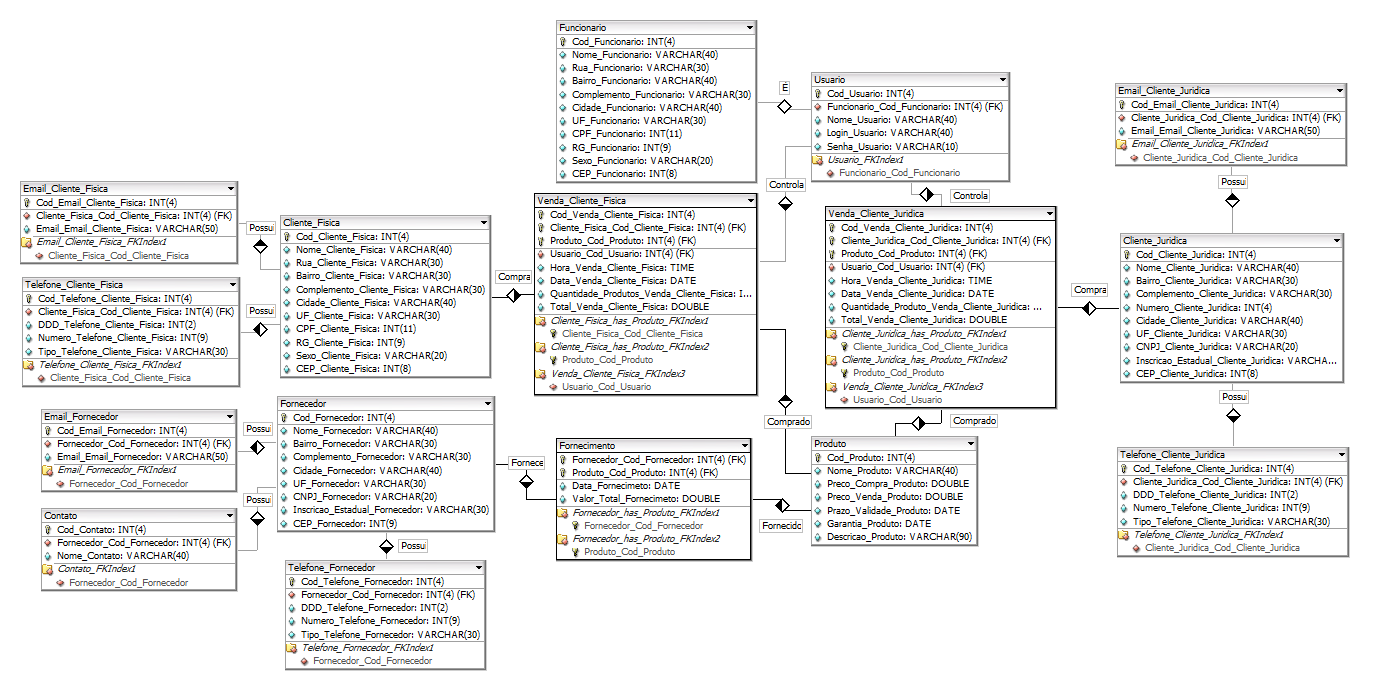 Funcionario
Cod_Funcionario: INT(4)
Nome_Funcionario: VARCHAR(40)
Rua_Funcionario: VARCHAR(30)
Bairro_Funcionario: VARCHAR(40)
Complemento_Funcionario: VARCHAR(30)
Cidade_Funcionario: VARCHAR(40)
UF_Funcionario: VARCHAR(30)
CPF_Funcionario: INT(11)
RG_Funcionario: INT(9)
Sexo_Funcionario: VARCHAR(20)
CEP_Funcionario: INT(8)
É
Usuario
Cod_Usuario: INT(4)
Funcionario_Cod_Funcionario: INT(4) (FK)
Nome_Usuario: VARCHAR(40)
Login_Usuario: VARCHAR(40)
Senha_Usuario: VARCHAR(10)
Usuario_FKIndex1
Funcionario_Cod_Funcionario
Email_Cliente_Juridica
Cod_Email_Cliente_Juridica: INT(4)
Cliente_Juridica_Cod_Cliente_Juridica: INT(4) (FK)
Email_Email_Cliente_Juridica: VARCHAR(50)
Email_Cliente_Juridica_FKIndex1
Cliente_Juridica_Cod_Cliente_Juridica
Controla
Controla
Possui
Email_Cliente_Fisica
Cod_Email_Cliente_Fisica: INT(4)
Cliente_Fisica_Cod_Cliente_Fisica: INT(4) (FK)
Email_Email_Cliente_Fisica: VARCHAR(50)
Email_Cliente_Fisica_FKIndex1
Cliente_Fisica_Cod_Cliente_Fisica
Possui
Cliente_Fisica
Cod_Cliente_Fisica: INT(4)
Nome_Cliente_Fisica: VARCHAR(40)
Rua_Cliente_Fisica: VARCHAR(30)
Bairro_Cliente_Fisica: VARCHAR(30)
Complemento_Cliente_Fisica: VARCHAR(30)
Cidade_Cliente_Fisica: VARCHAR(40)
UF_Cliente_Fisica: VARCHAR(30)
CPF_Cliente_Fisica: INT(11)
RG_Cliente_Fisica: INT(9)
Sexo_Cliente_Fisica: VARCHAR(20)
CEP_Cliente_Fisica: INT(8)
Compra
Venda_Cliente_Fisica
Cod_Venda_Cliente_Fisica: INT(4)
Cliente_Fisica_Cod_Cliente_Fisica: INT(4) (FK)
Produto_Cod_Produto: INT(4) (FK)
Usuario_Cod_Usuario: INT(4) (FK)
Hora_Venda_Cliente_Fisica: TIME
Data_Venda_Cliente_Fisica: DATE
Quantidade_Produtos_Venda_Cliente_Fisica: I...
Total_Venda_Cliente_Fisica: DOUBLE
Cliente_Fisica_has_Produto_FKIndex1
Cliente_Fisica_Cod_Cliente_Fisica
Cliente_Fisica_has_Produto_FKIndex2
Produto_Cod_Produto
Venda_Cliente_Fisica_FKIndex3
Usuario_Cod_Usuario
Venda_Cliente_Juridica
Cod_Venda_Cliente_Juridica: INT(4)
Cliente_Juridica_Cod_Cliente_Juridica: INT(4) (FK)
Produto_Cod_Produto: INT(4) (FK)
Usuario_Cod_Usuario: INT(4) (FK)
Hora_Venda_Cliente_Juridica: TIME
Data_Venda_Cliente_Juridica: DATE
Quantidade_Produto_Venda_Cliente_Juridica: ...
Total_Venda_Cliente_Juridica: DOUBLE
Cliente_Juridica_has_Produto_FKIndex1
Cliente_Juridica_Cod_Cliente_Juridica
Cliente_Juridica_has_Produto_FKIndex2
Produto_Cod_Produto
Venda_Cliente_Juridica_FKIndex3
Usuario_Cod_Usuario
Compra
Cliente_Juridica
Cod_Cliente_Juridica: INT(4)
Nome_Cliente_Juridica: VARCHAR(40)
Bairro_Cliente_Juridica: VARCHAR(30)
Complemento_Cliente_Juridica: VARCHAR(30)
Numero_Cliente_Juridica: INT(4)
Cidade_Cliente_Juridica: VARCHAR(40)
UF_Cliente_Juridica: VARCHAR(30)
CNPJ_Cliente_Juridica: VARCHAR(20)
Inscricao_Estadual_Cliente_Juridica: VARCHA...
CEP_Cliente_Juridica: INT(8)
Telefone_Cliente_Fisica
Cod_Telefone_Cliente_Fisica: INT(4)
Cliente_Fisica_Cod_Cliente_Fisica: INT(4) (FK)
DDD_Telefone_Cliente_Fisica: INT(2)
Numero_Telefone_Cliente_Fisica: INT(9)
Tipo_Telefone_Cliente_Fisica: VARCHAR(30)
Telefone_Cliente_Fisica_FKIndex1
Cliente_Fisica_Cod_Cliente_Fisica
Possui
Possui
Email_Fornecedor
Cod_Email_Fornecedor: INT(4)
Fornecedor_Cod_Fornecedor: INT(4) (FK)
Email_Email_Fornecedor: VARCHAR(50)
Email_Fornecedor_FKIndex1
Fornecedor_Cod_Fornecedor
Possui
Fornecedor
Cod_Fornecedor: INT(4)
Nome_Fornecedor: VARCHAR(40)
Bairro_Fornecedor: VARCHAR(30)
Complemento_Fornecedor: VARCHAR(30)
Cidade_Fornecedor: VARCHAR(40)
UF_Fornecedor: VARCHAR(30)
CNPJ_Fornecedor: VARCHAR(20)
Inscricao_Estadual_Fornecedor: VARCHAR(30)
CEP_Fornecedor: INT(9)
Comprado
Comprado
Fornece
Fornecimento
Fornecedor_Cod_Fornecedor: INT(4) (FK)
Produto_Cod_Produto: INT(4) (FK)
Data_Fornecimeto: DATE
Valor_Total_Fornecimeto: DOUBLE
Fornecedor_has_Produto_FKIndex1
Fornecedor_Cod_Fornecedor
Fornecedor_has_Produto_FKIndex2
Produto_Cod_Produto
Fornecido
Produto
Cod_Produto: INT(4)
Nome_Produto: VARCHAR(40)
Preco_Compra_Produto: DOUBLE
Preco_Venda_Produto: DOUBLE
Prazo_Validade_Produto: DATE
Garantia_Produto: DATE
Descricao_Produto: VARCHAR(90)
Telefone_Cliente_Juridica
Cod_Telefone_Cliente_Juridica: INT(4)
Cliente_Juridica_Cod_Cliente_Juridica: INT(4) (FK)
DDD_Telefone_Cliente_Juridica: INT(2)
Numero_Telefone_Cliente_Juridica: INT(9)
Tipo_Telefone_Cliente_Juridica: VARCHAR(30)
Telefone_Cliente_Juridica_FKIndex1
Cliente_Juridica_Cod_Cliente_Juridica
Possui
Contato
Cod_Contato: INT(4)
Fornecedor_Cod_Fornecedor: INT(4) (FK)
Nome_Contato: VARCHAR(40)
Contato_FKIndex1
Fornecedor_Cod_Fornecedor
Possui
Telefone_Fornecedor
Cod_Telefone_Fornecedor: INT(4)
Fornecedor_Cod_Fornecedor: INT(4) (FK)
DDD_Telefone_Fornecedor: INT(2)
Numero_Telefone_Fornecedor: INT(9)
Tipo_Telefone_Fornecedor: VARCHAR(30)
Telefone_Fornecedor_FKIndex1
Fornecedor_Cod_Fornecedor